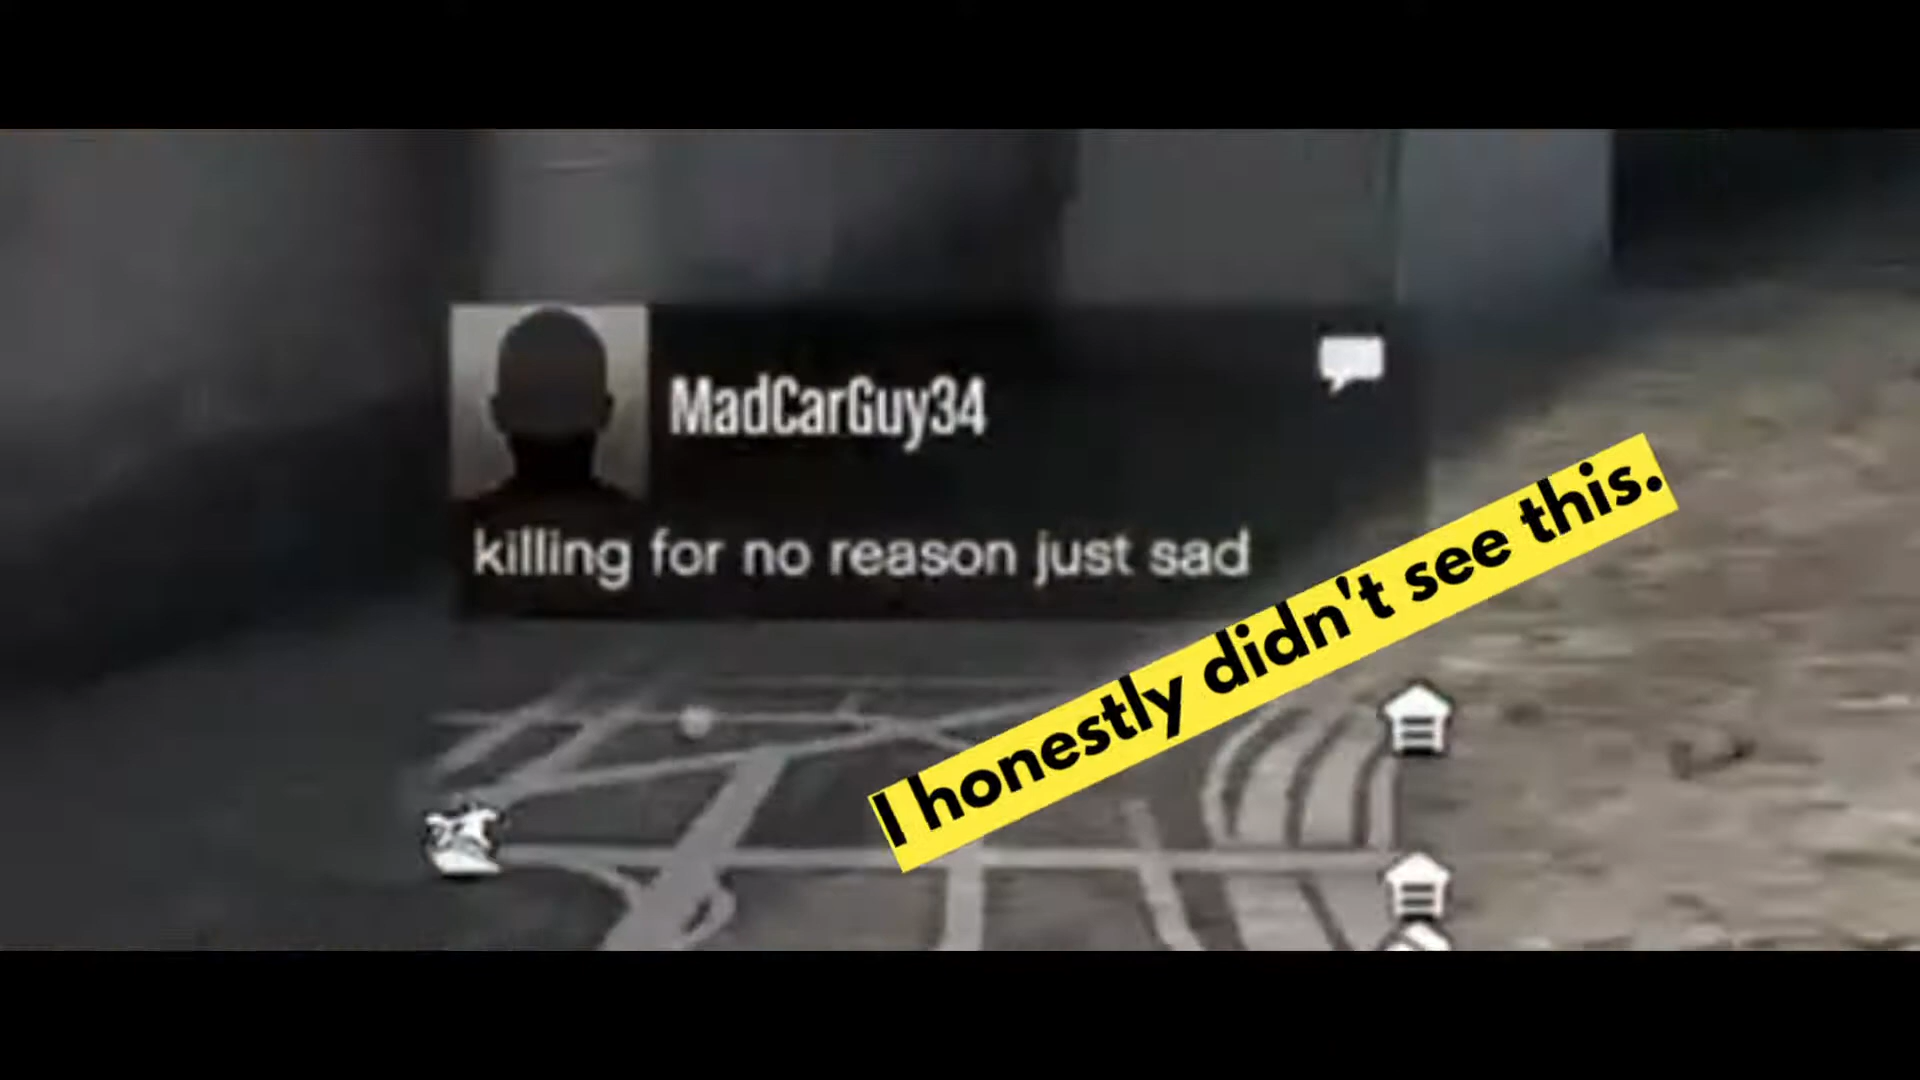 MadCarGuy34
killing for no reason just sad
I honestly didn't see this.